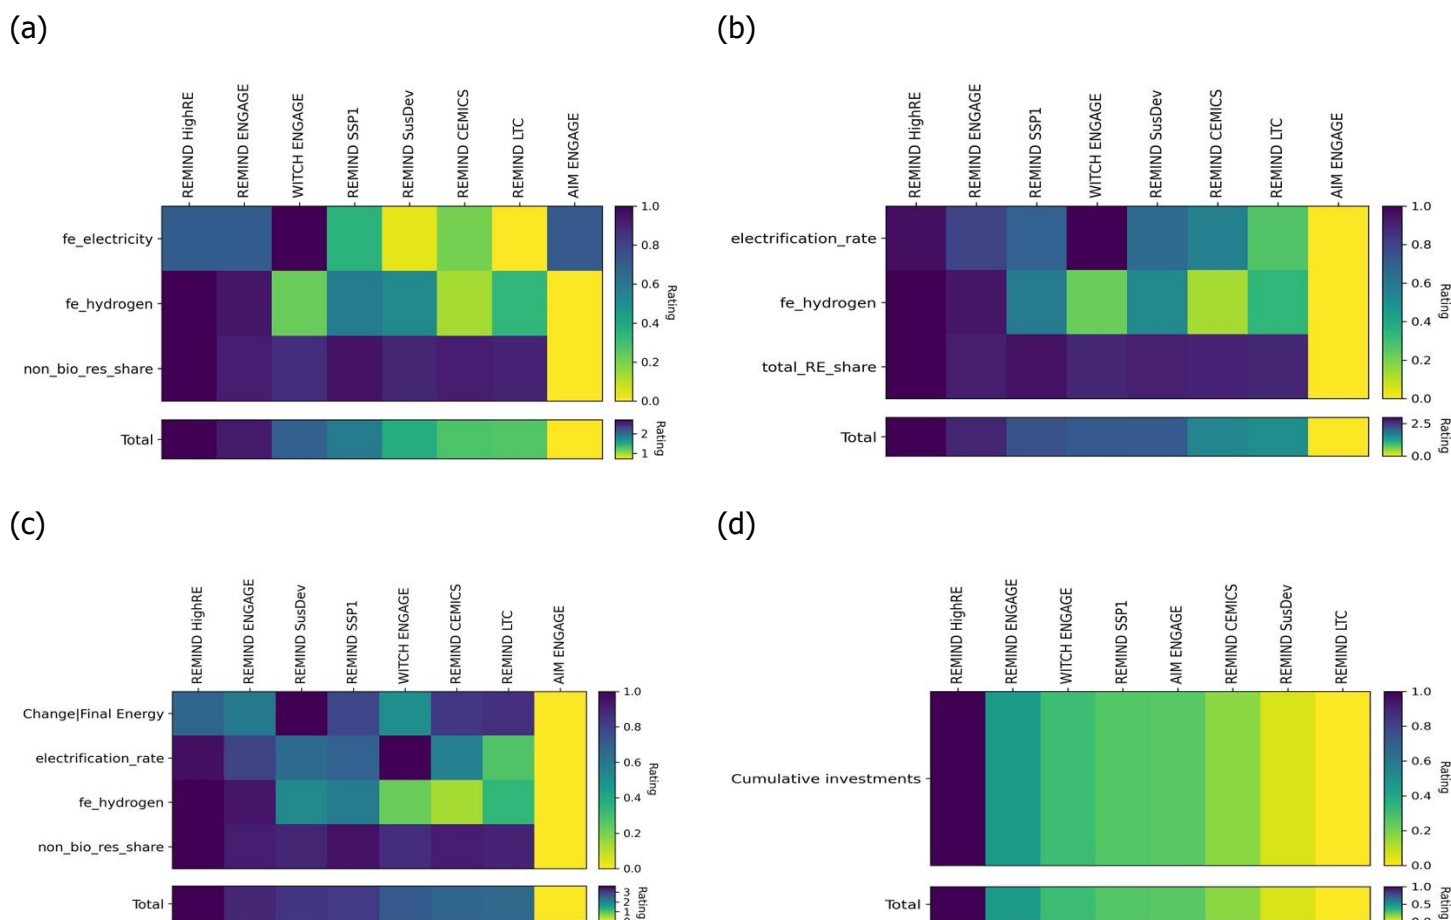 (a)
REMIND HighRE
REMIND ENGAGE
WITCH ENGAGE
REMIND SSP1
REMIND SusDev
REMIND CEMICS
REMIND LTC
AIM ENGAGE
fe_electricity
fe_hydrogen
non_bio_res_share
1.0
0.8
0.6
0.4
0.2
0.0
Rating
Total
2
1
Rating
(b)
REMIND HighRE
REMIND ENGAGE
REMIND SSP1
WITCH ENGAGE
REMIND SusDev
REMIND CEMICS
REMIND LTC
AIM ENGAGE
electrification_rate
fe_hydrogen
total_RE_share
1.0
0.8
0.6
0.4
0.2
0.0
Rating
Total
2.5
0.0
Rating
(c)
REMIND HighRE
REMIND ENGAGE
REMIND SusDev
REMIND SSP1
WITCH ENGAGE
REMIND CEMICS
REMIND LTC
AIM ENGAGE
Change|Final Energy
electrification_rate
fe_hydrogen
non_bio_res_share
1.0
0.8
0.6
0.4
0.2
0.0
Rating
Total
3
2
1
0
Rating
(d)
REMIND HighRE
REMIND ENGAGE
WITCH ENGAGE
REMIND SSP1
AIM ENGAGE
REMIND CEMICS
REMIND SusDev
REMIND LTC
Cumulative investments
1.0
0.8
0.6
0.4
0.2
0.0
Rating
Total
1.0
0.5
0.0
Rating